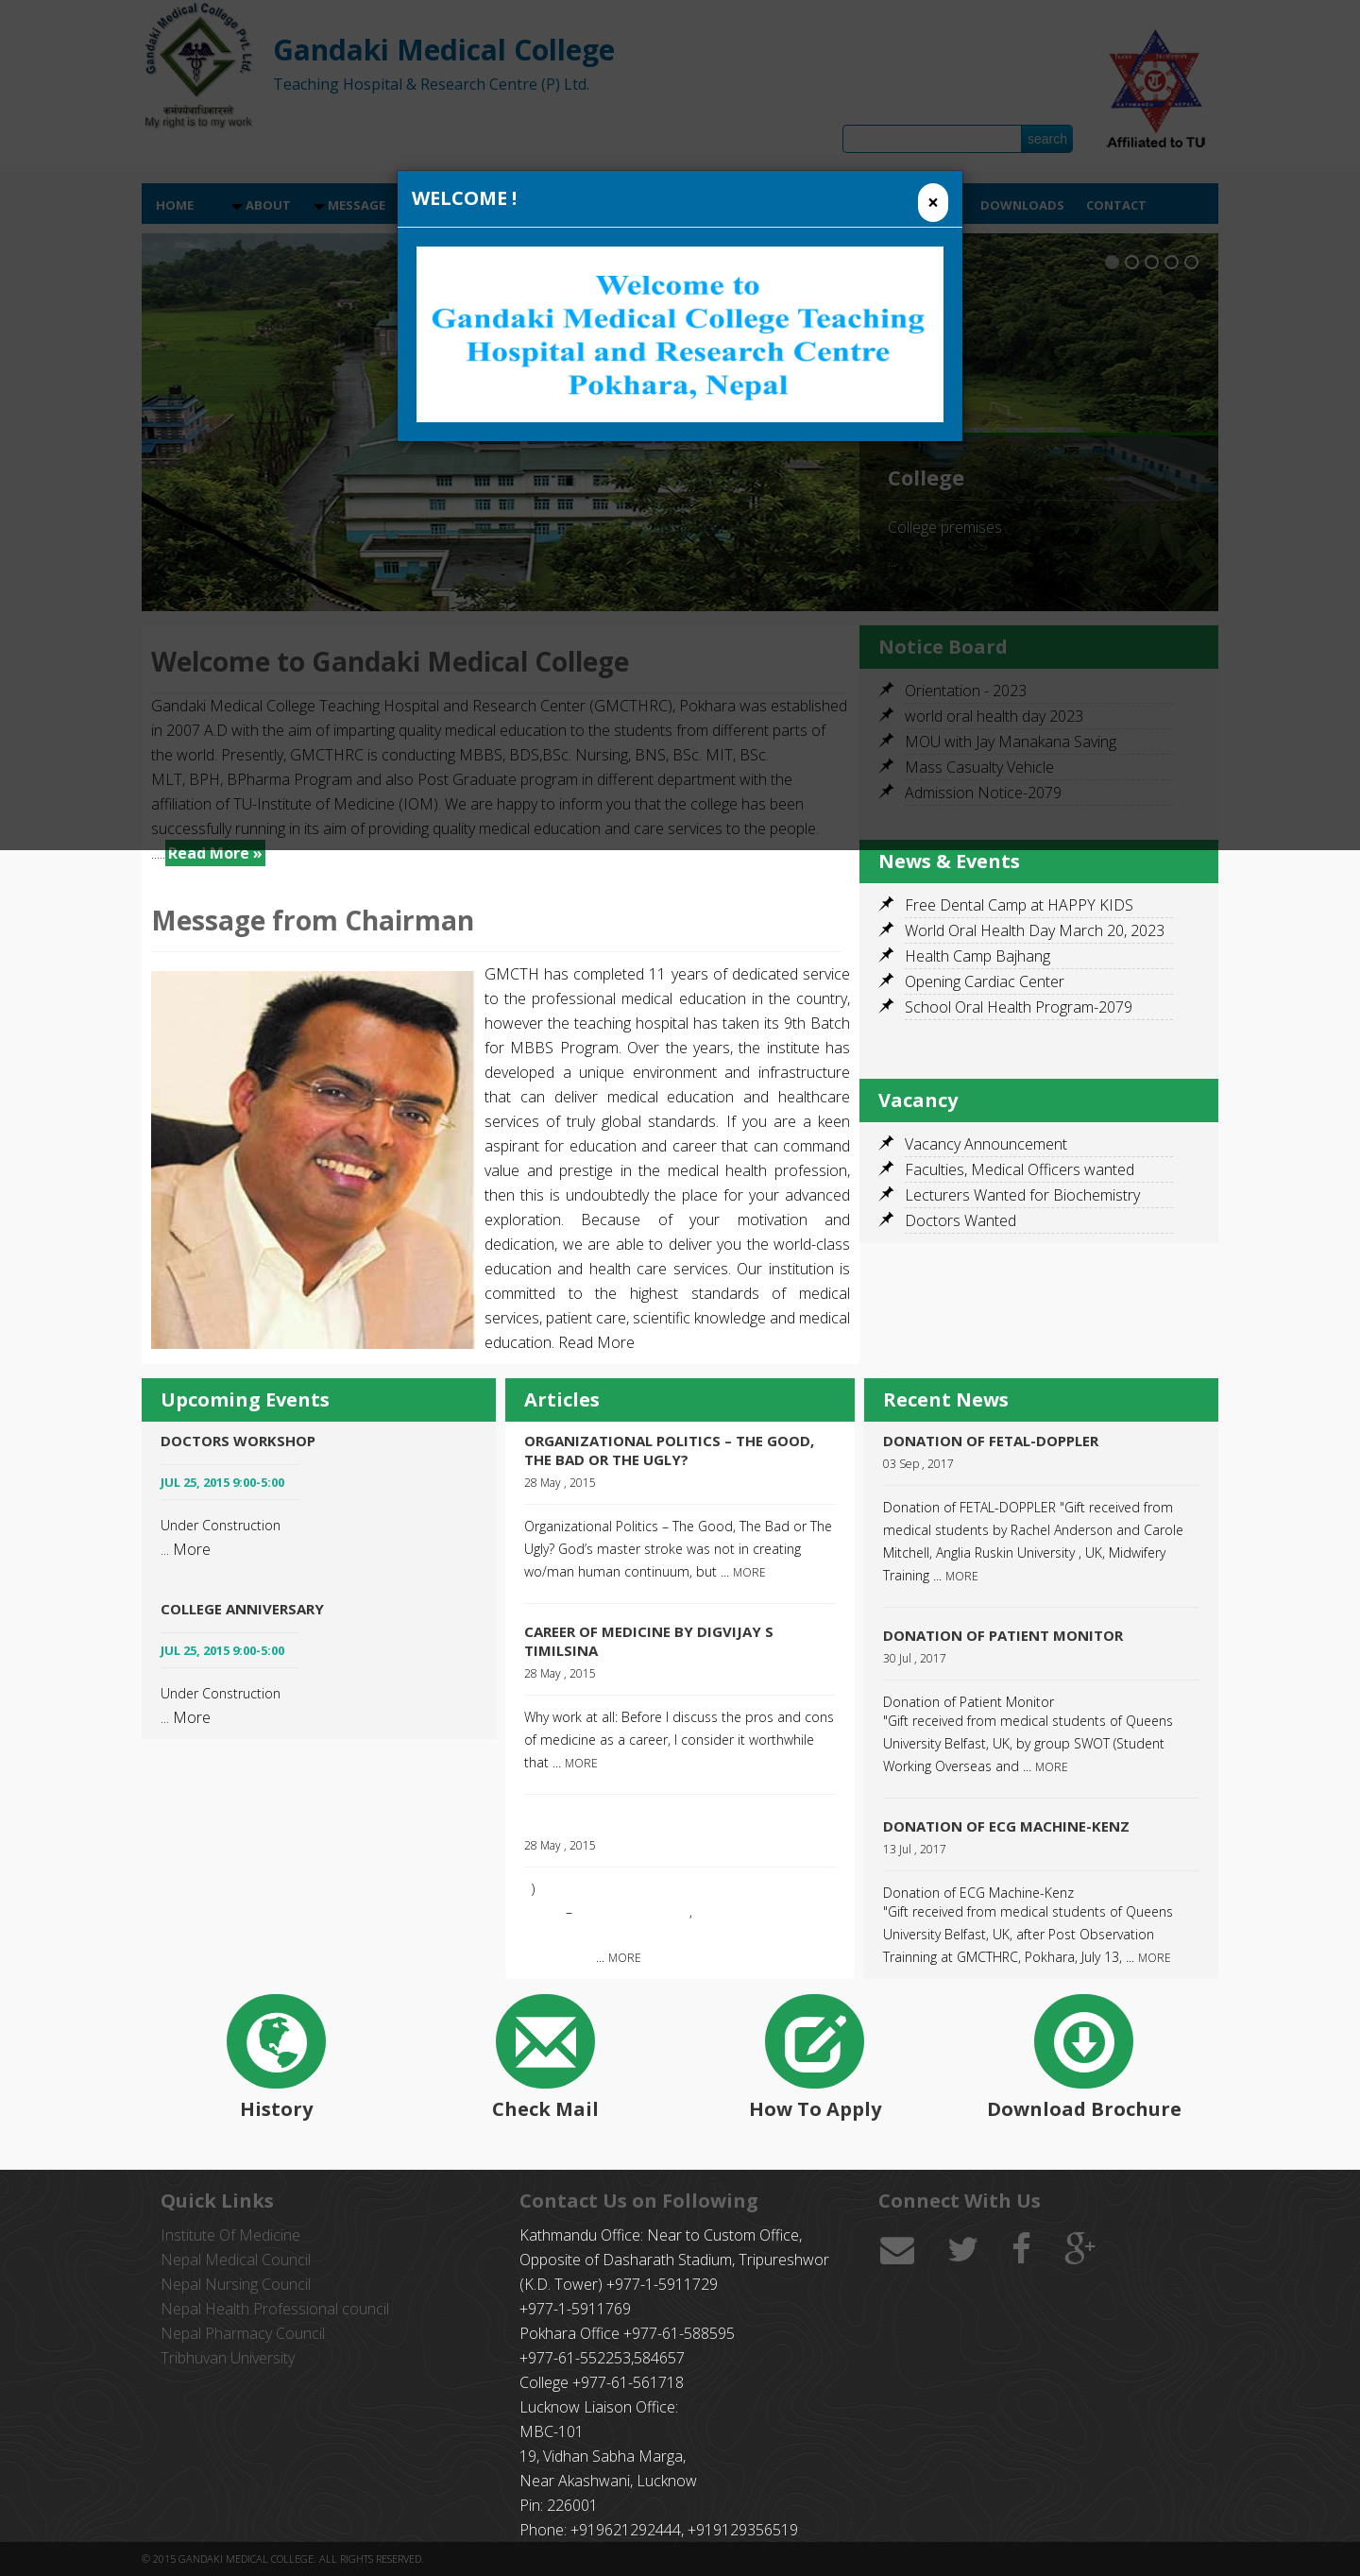 Gandaki Medical College Pvt. Ltd.
कर्मण्येवाधिकारस्ते
My right is to my work
Gandaki Medical College
Teaching Hospital & Research Centre (P) Ltd.
search
Affiliated to TU
HOME
ABOUT
MESSAGE
DOWNLOADS
CONTACT
WELCOME !
×
Welcome to
Gandaki Medical College Teaching
Hospital and Research Centre
Pokhara, Nepal
College
College premises
Welcome to Gandaki Medical College
Gandaki Medical College Teaching Hospital and Research Center (GMCTHRC), Pokhara was established
in 2007 A.D with the aim of imparting quality medical education to the students from different parts of
the world. Presently, GMCTHRC is conducting MBBS, BDS,BSc. Nursing, BNS, BSc. MIT, BSc.
MLT, BPH, BPharma Program and also Post Graduate program in different department with the
affiliation of TU-Institute of Medicine (IOM). We are happy to inform you that the college has been
successfully running in its aim of providing quality medical education and care services to the people.
.....Read More »
Notice Board
Orientation - 2023
world oral health day 2023
MOU with Jay Manakana Saving
Mass Casualty Vehicle
Admission Notice-2079
News & Events
Free Dental Camp at HAPPY KIDS
World Oral Health Day March 20, 2023
Health Camp Bajhang
Opening Cardiac Center
School Oral Health Program-2079
Vacancy
Vacancy Announcement
Faculties, Medical Officers wanted
Lecturers Wanted for Biochemistry
Doctors Wanted
Message from Chairman
GMCTH has completed 11 years of dedicated service
to the professional medical education in the country,
however the teaching hospital has taken its 9th Batch
for MBBS Program. Over the years, the institute has
developed a unique environment and infrastructure
that can deliver medical education and healthcare
services of truly global standards. If you are a keen
aspirant for education and career that can command
value and prestige in the medical health profession,
then this is undoubtedly the place for your advanced
exploration. Because of your motivation and
dedication, we are able to deliver you the world-class
education and health care services. Our institution is
committed to the highest standards of medical
services, patient care, scientific knowledge and medical
education. Read More
Upcoming Events
DOCTORS WORKSHOP
JUL 25, 2015 9:00-5:00
Under Construction
... More
COLLEGE ANNIVERSARY
JUL 25, 2015 9:00-5:00
Under Construction
... More
Articles
ORGANIZATIONAL POLITICS – THE GOOD,
THE BAD OR THE UGLY?
28 May , 2015
Organizational Politics – The Good, The Bad or The
Ugly? God’s master stroke was not in creating
wo/man human continuum, but ... MORE
CAREER OF MEDICINE BY DIGVIJAY S
TIMILSINA
28 May , 2015
Why work at all: Before I discuss the pros and cons
of medicine as a career, I consider it worthwhile
that ... MORE
28 May , 2015
)
– ,
... MORE
Recent News
DONATION OF FETAL-DOPPLER
03 Sep , 2017
Donation of FETAL-DOPPLER "Gift received from
medical students by Rachel Anderson and Carole
Mitchell, Anglia Ruskin University , UK, Midwifery
Training ... MORE
DONATION OF PATIENT MONITOR
30 Jul , 2017
Donation of Patient Monitor
"Gift received from medical students of Queens
University Belfast, UK, by group SWOT (Student
Working Overseas and ... MORE
DONATION OF ECG MACHINE-KENZ
13 Jul , 2017
Donation of ECG Machine-Kenz
"Gift received from medical students of Queens
University Belfast, UK, after Post Observation
Trainning at GMCTHRC, Pokhara, July 13, ... MORE
History
Check Mail
How To Apply
Download Brochure
Quick Links
Institute Of Medicine
Nepal Medical Council
Nepal Nursing Council
Nepal Health Professional council
Nepal Pharmacy Council
Tribhuvan University
Contact Us on Following
Kathmandu Office: Near to Custom Office,
Opposite of Dasharath Stadium, Tripureshwor
(K.D. Tower) +977-1-5911729
+977-1-5911769
Pokhara Office +977-61-588595
+977-61-552253,584657
College +977-61-561718
Lucknow Liaison Office:
MBC-101
19, Vidhan Sabha Marga,
Near Akashwani, Lucknow
Pin: 226001
Phone: +919621292444, +919129356519
Connect With Us
© 2015 GANDAKI MEDICAL COLLEGE. ALL RIGHTS RESERVED.